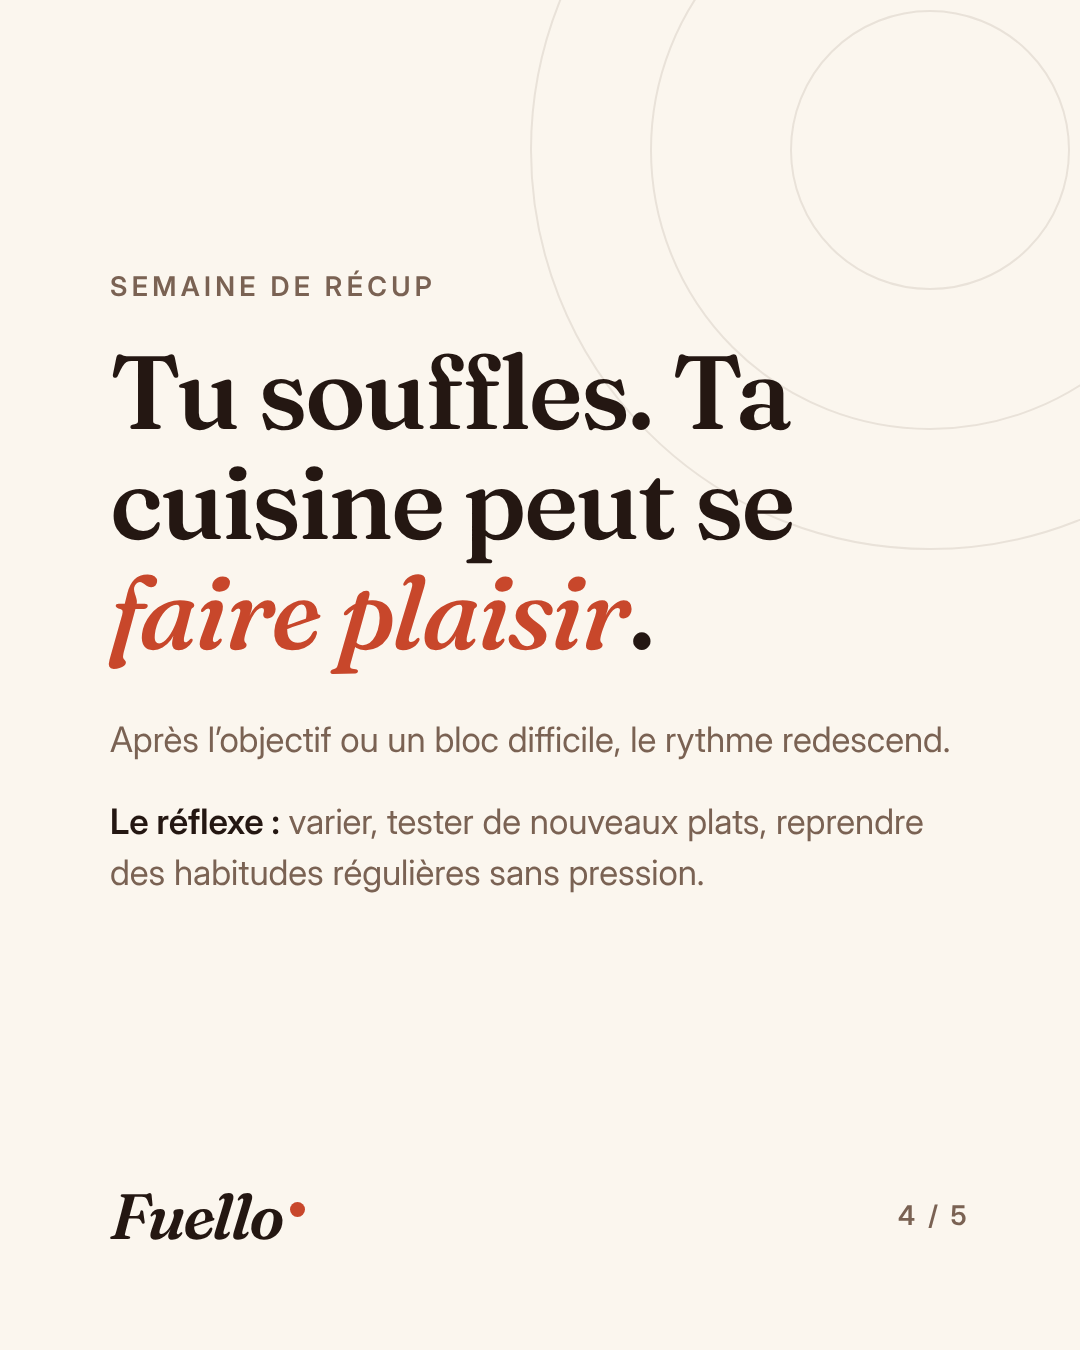 SEMAINE DE RÉCUP
Tu souffles. Ta
cuisine peut se
faire plaisir.
Après l’objectif ou un bloc difficile, le rythme redescend.
Le réflexe : varier, tester de nouveaux plats, reprendre
des habitudes régulières sans pression.
Fuello
4 / 5